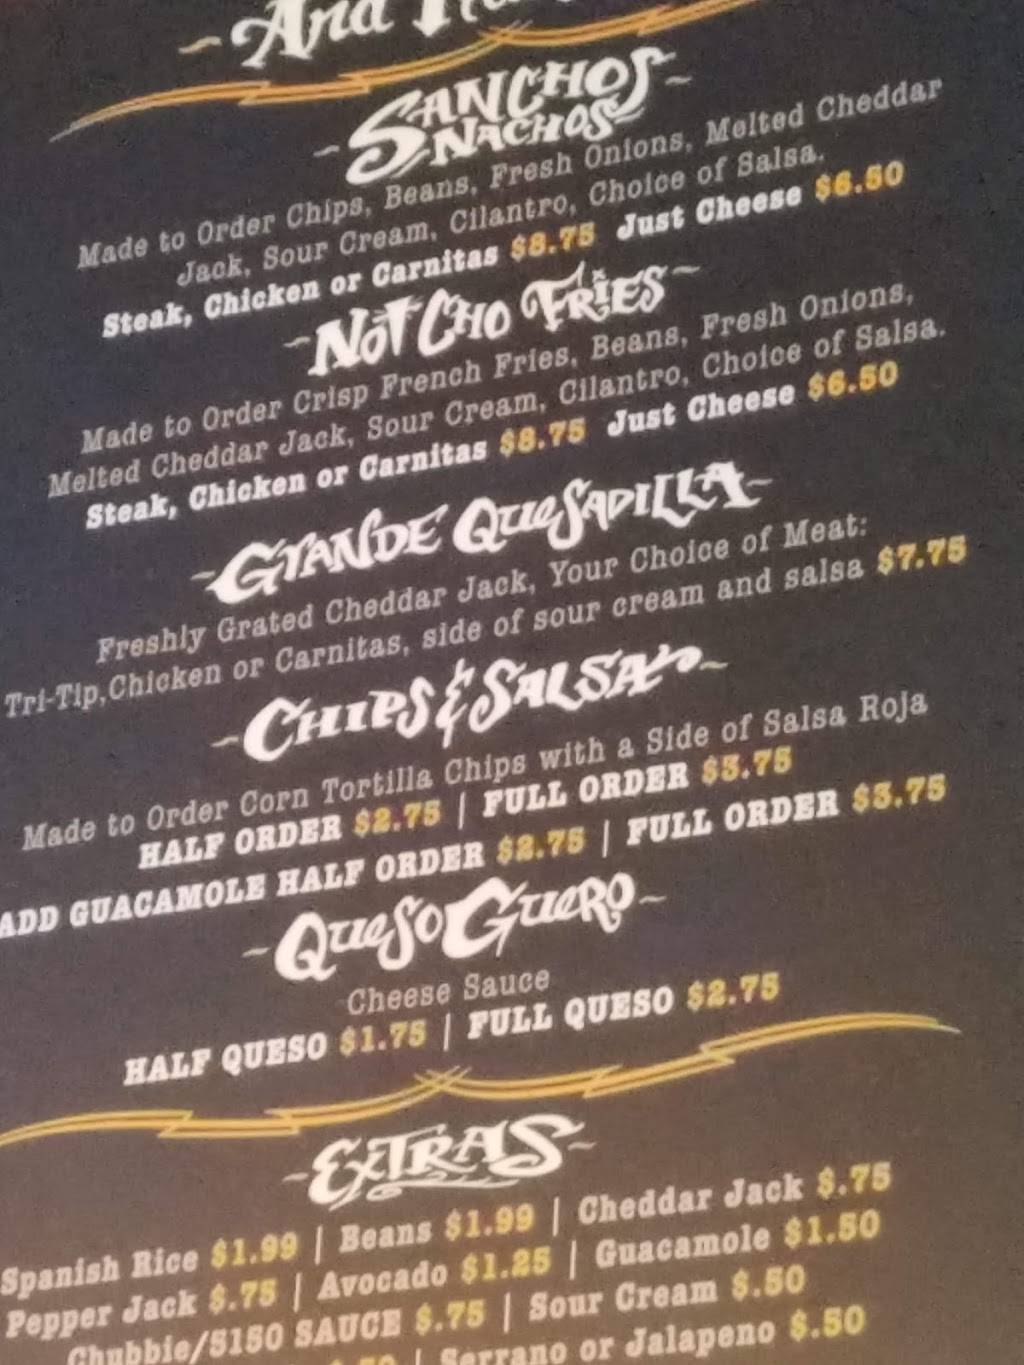 And
SANCHOS
NACHOS
Made to Order Chips, Beans, Fresh Onions, Melted Cheddar
Jack, Sour Cream, Cilantro, Choice of Salsa.
Steak, Chicken or Carnitas $8.75 Just Cheese $6.50
NOT CHO FRIES
Made to Order Crisp French Fries, Beans, Fresh Onions,
Melted Cheddar Jack, Sour Cream, Cilantro, Choice of Salsa.
Steak, Chicken or Carnitas $8.75 Just Cheese $6.50
GRANDE QUESADILLA
Freshly Grated Cheddar Jack, Your Choice of Meat:
Tri-Tip,Chicken or Carnitas, side of sour cream and salsa $7.75
CHIPS & SALSA
Made to Order Corn Tortilla Chips with a Side of Salsa Roja
HALF ORDER $2.75 | FULL ORDER $3.75
ADD GUACAMOLE HALF ORDER $2.75 | FULL ORDER $3.75
QUESO GUERO
Cheese Sauce
HALF QUESO $1.75 | FULL QUESO $2.75
EXTRAS
Spanish Rice $1.99 | Beans $1.99 | Cheddar Jack $.75
Pepper Jack $.75 | Avocado $1.25 | Guacamole $1.50
Chubbie/5150 SAUCE $.75 | Sour Cream $.50
| Serrano or Jalapeno $.50